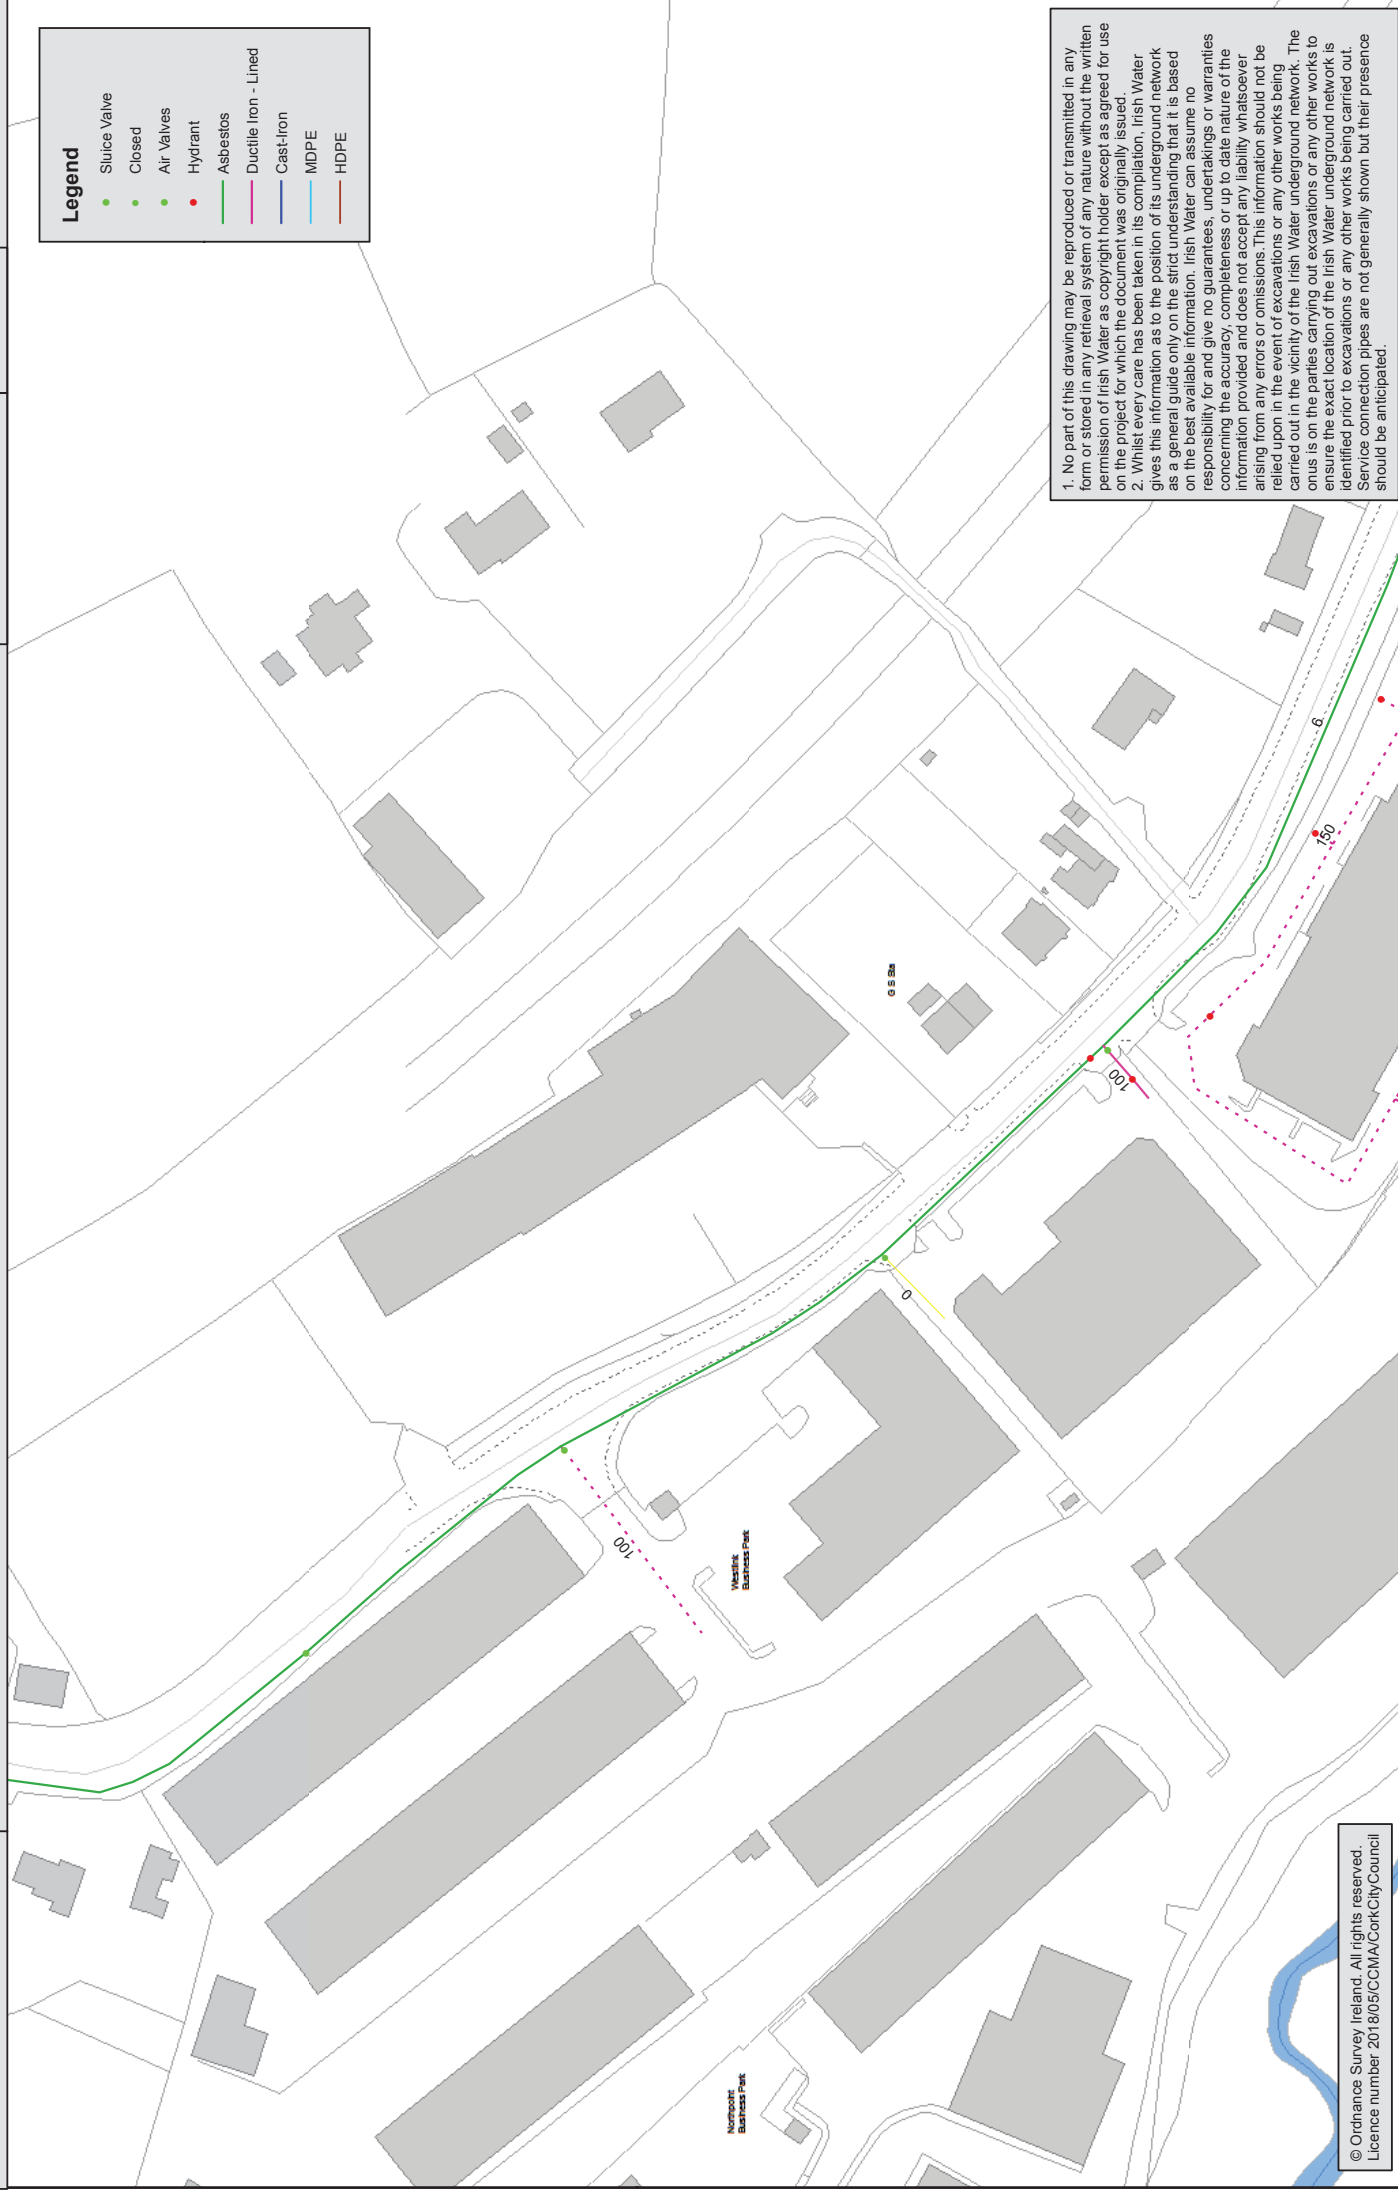 Legend
Sluice Valve
Closed
Air Valves
Hydrant
Asbestos
Ductile Iron - Lined
Cast-Iron
MDPE
HDPE
1. No part of this drawing may be reproduced or transmitted in any
form or stored in any retrieval system of any nature without the written
permission of Irish Water as copyright holder except as agreed for use
on the project for which the document was originally issued.
2. Whilst every care has been taken in its compilation, Irish Water
gives this information as to the position of its underground network
as a general guide only on the strict understanding that it is based
on the best available information. Irish Water can assume no
responsibility for and give no guarantees, undertakings or warranties
concerning the accuracy, completeness or up to date nature of the
information provided and does not accept any liability whatsoever
arising from any errors or omissions.This information should not be
relied upon in the event of excavations or any other works being
carried out in the vicinity of the Irish Water underground network. The
onus is on the parties carrying out excavations or any other works to
ensure the exact location of the Irish Water underground network is
identified prior to excavations or any other works being carried out.
Service connection pipes are not generally shown but their presence
should be anticipated.
6
150
G S Sta
100
0
100
Westlink
Business Park
Northpoint
Business Park
© Ordnance Survey Ireland. All rights reserved.
Licence number 2018/05/CCMA/CorkCityCouncil